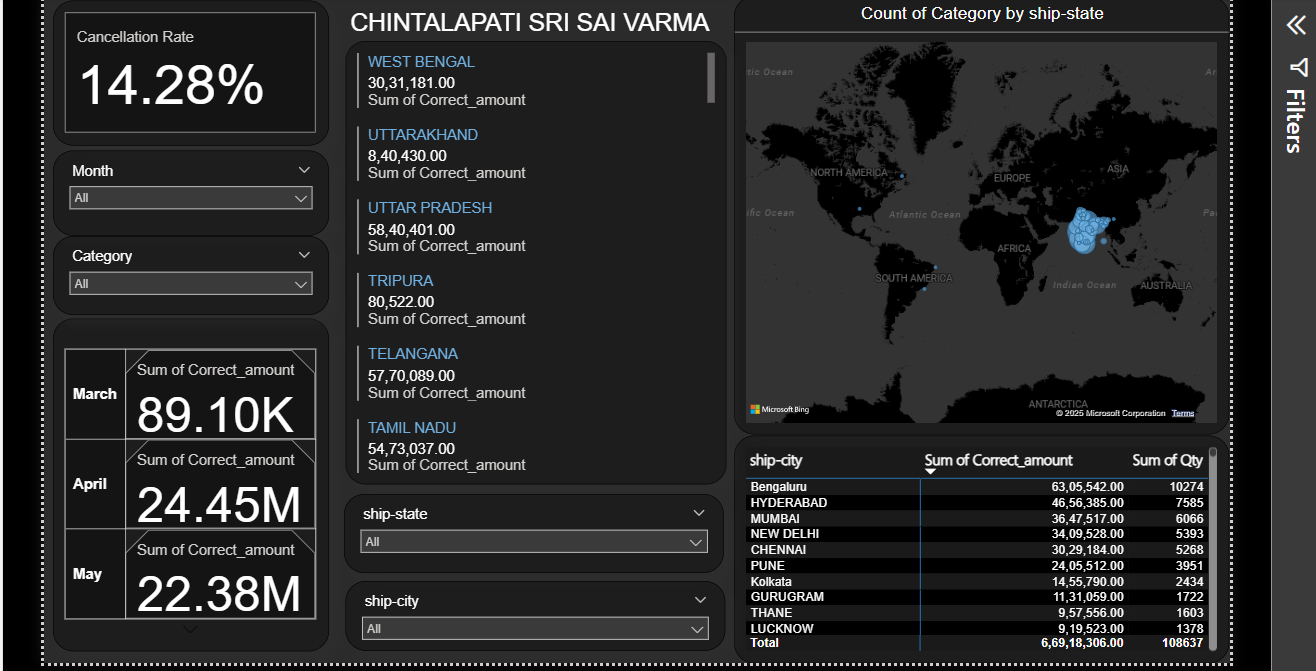 Cancellation Rate
14.28%
Month
All
Category
All
March
Sum of Correct_amount
89.10K
April
Sum of Correct_amount
24.45M
May
Sum of Correct_amount
22.38M
CHINTALAPATI SRI SAI VARMA
WEST BENGAL
30,31,181.00
Sum of Correct_amount
UTTARAKHAND
8,40,430.00
Sum of Correct_amount
UTTAR PRADESH
58,40,401.00
Sum of Correct_amount
TRIPURA
80,522.00
Sum of Correct_amount
TELANGANA
57,70,089.00
Sum of Correct_amount
TAMIL NADU
54,73,037.00
Sum of Correct_amount
ship-state
All
ship-city
All
Count of Category by ship-state
tic Ocean
Ar
NORTH AMERICA
EUROPE
ASIA
ific Ocean
Atlantic Ocean
Pa
AFRICA
SOUTH AMERICA
Indian Ocean
AUSTRALIA
ANTARCTICA
Microsoft Bing
© 2025 Microsoft Corporation Terms
ship-city Sum of Correct_amount Sum of Qty
Bengaluru 63,05,542.00 10274
HYDERABAD 46,56,385.00 7585
MUMBAI 36,47,517.00 6066
NEW DELHI 34,09,528.00 5393
CHENNAI 30,29,184.00 5268
PUNE 24,05,512.00 3951
Kolkata 14,55,790.00 2434
GURUGRAM 11,31,059.00 1722
THANE 9,57,556.00 1603
LUCKNOW 9,19,523.00 1378
Total 6,69,18,306.00 108637
Filters